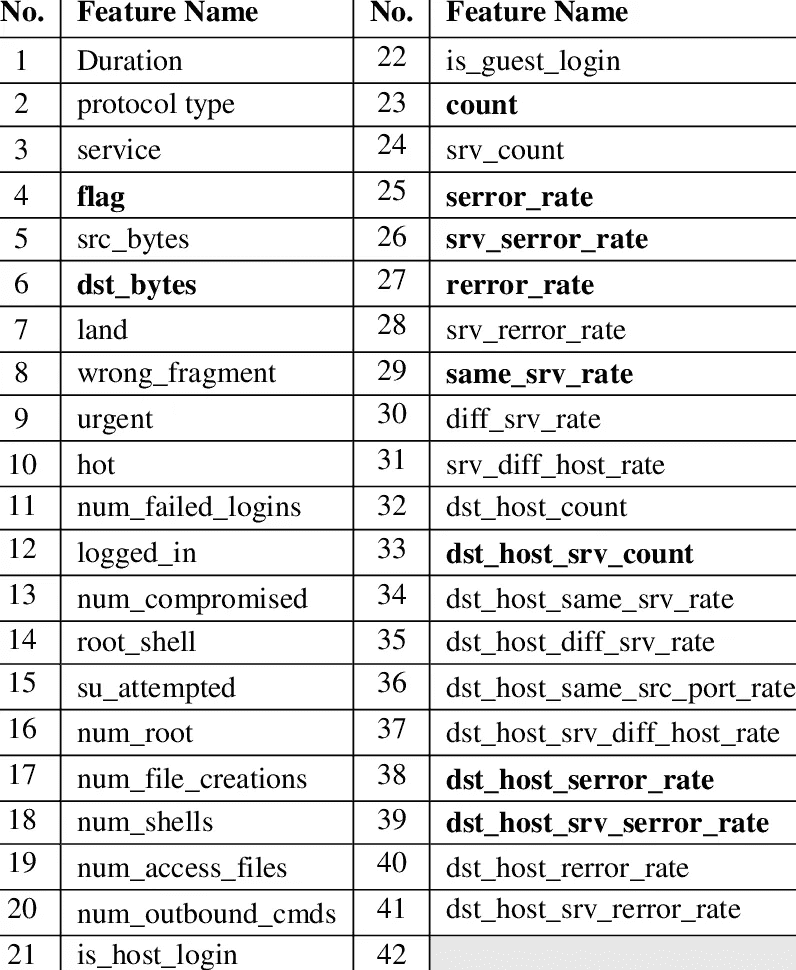 No. Feature Name No. Feature Name
1 Duration 22 is_guest_login
2 protocol type 23 count
3 service 24 srv_count
4 flag 25 serror_rate
5 src_bytes 26 srv_serror_rate
6 dst_bytes 27 rerror_rate
7 land 28 srv_rerror_rate
8 wrong_fragment 29 same_srv_rate
9 urgent 30 diff_srv_rate
10 hot 31 srv_diff_host_rate
11 num_failed_logins 32 dst_host_count
12 logged_in 33 dst_host_srv_count
13 num_compromised 34 dst_host_same_srv_rate
14 root_shell 35 dst_host_diff_srv_rate
15 su_attempted 36 dst_host_same_src_port_rate
16 num_root 37 dst_host_srv_diff_host_rate
17 num_file_creations 38 dst_host_serror_rate
18 num_shells 39 dst_host_srv_serror_rate
19 num_access_files 40 dst_host_rerror_rate
20 num_outbound_cmds 41 dst_host_srv_rerror_rate
21 is_host_login 42